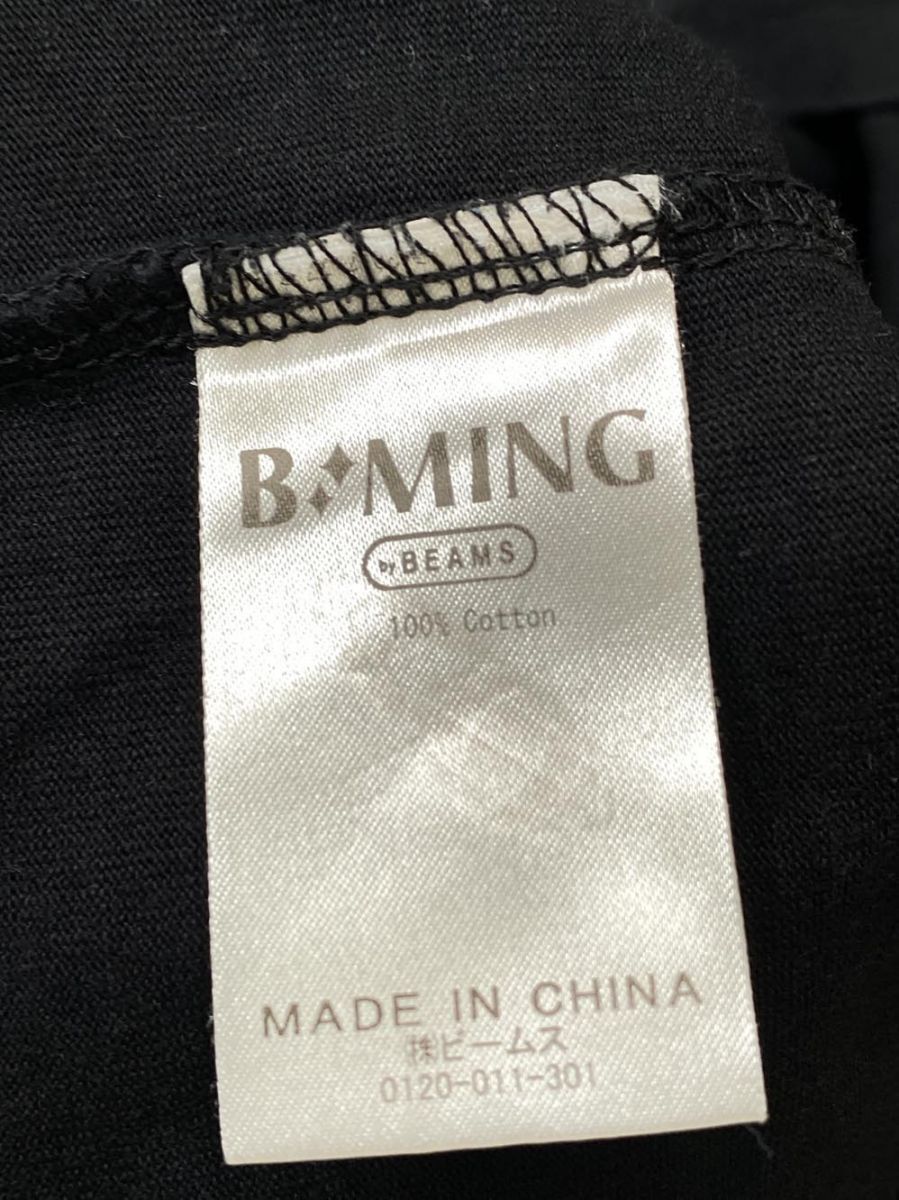 B:MING
by BEAMS
100% Cotton
MADE IN CHINA
㈱ビームス
0120-011-301